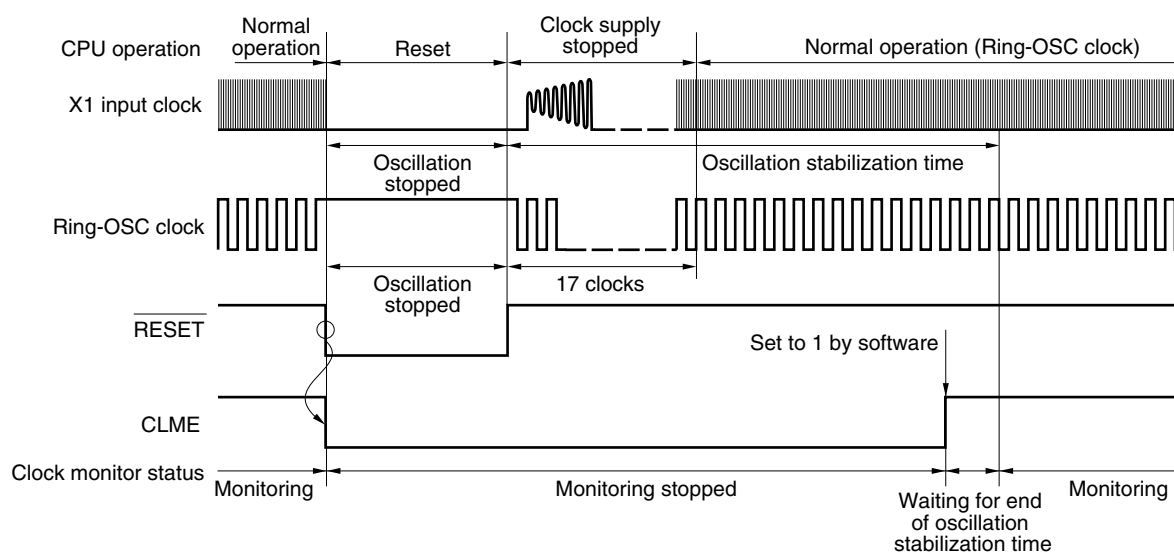 CPU operation
Normal
operation
Reset
Clock supply
stopped
Normal operation (Ring-OSC clock)
X1 input clock
Oscillation
stopped
Oscillation stabilization time
Ring-OSC clock
Oscillation
stopped
17 clocks
RESET
Set to 1 by software
CLME
Clock monitor status
Monitoring
Monitoring stopped
Waiting for end
of oscillation
stabilization time
Monitoring